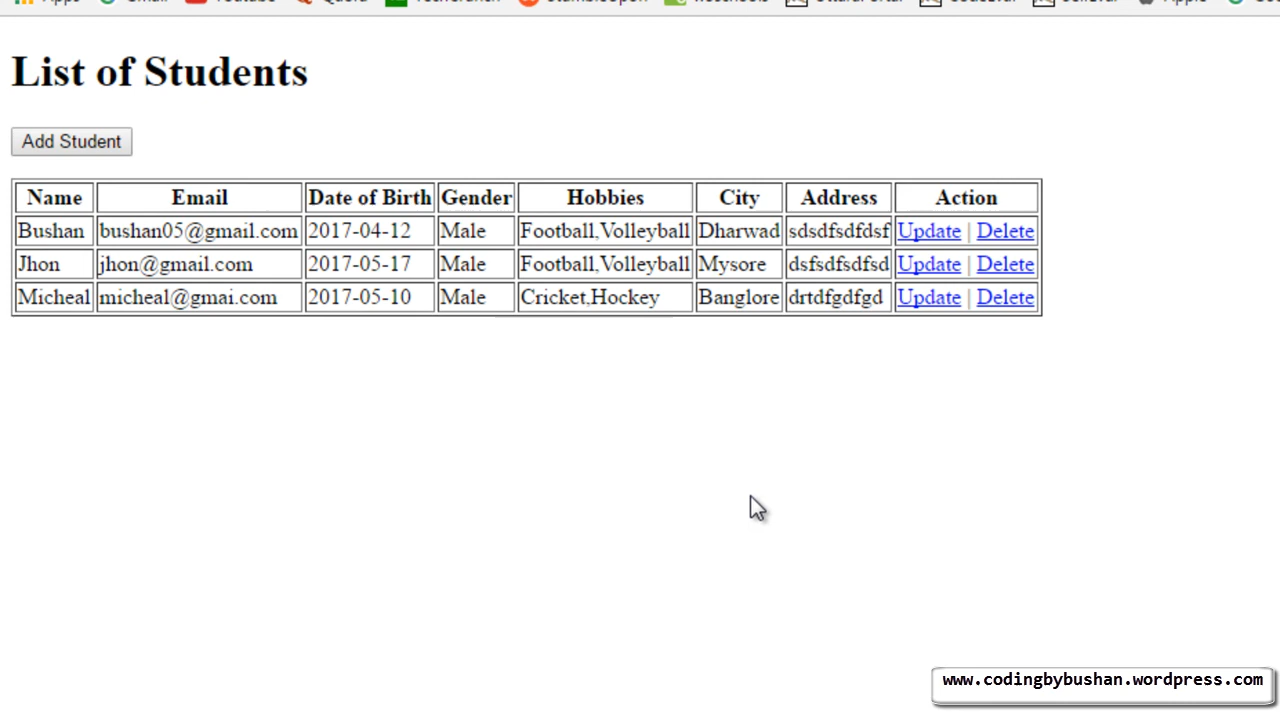 List of Students
Add Student
Name Email Date of Birth Gender Hobbies City Address Action
Bushan bushan05@gmail.com 2017-04-12 Male Football,Volleyball Dharwad sdsdfsdfdsf Update | Delete
Jhon jhon@gmail.com 2017-05-17 Male Football,Volleyball Mysore dsfsdfsdfsd Update | Delete
Micheal micheal@gmai.com 2017-05-10 Male Cricket,Hockey Banglore drtdfgdfgd Update | Delete
www.codingbybushan.wordpress.com